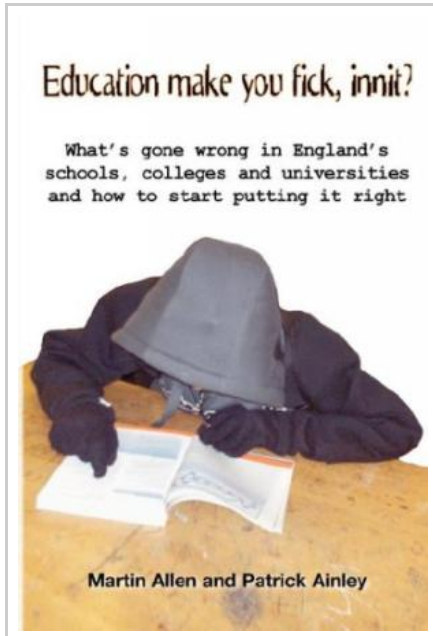 Education make you fick, innit?
What's gone wrong in England's
schools, colleges and universities
and how to start putting it right
Martin Allen and Patrick Ainley